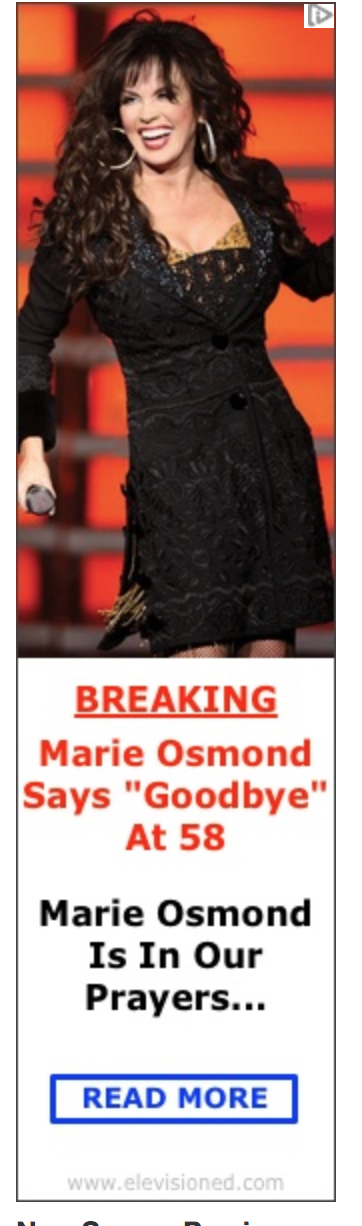 BREAKING
Marie Osmond
Says "Goodbye"
At 58
Marie Osmond
Is In Our
Prayers...
READ MORE
www.elevisioned.com